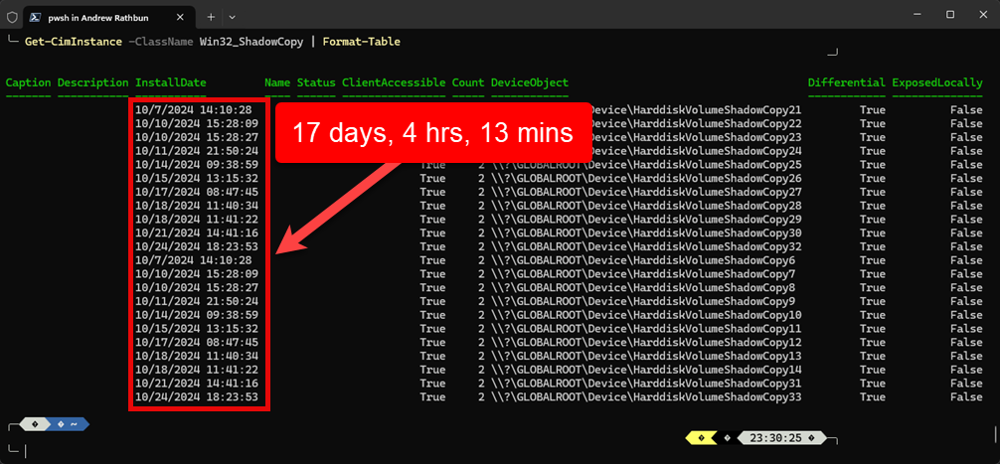 pwsh in Andrew Rathbun
Get-CimInstance -ClassName Win32_ShadowCopy | Format-Table
Caption Description InstallDate Name Status ClientAccessible Count DeviceObject Differential ExposedLocally
------- ----------- ----------- ---- ------ ---------------- ----- ------------ ------------ --------------
10/7/2024 14:10:28 Device\HarddiskVolumeShadowCopy21 True False
10/10/2024 15:28:09 Device\HarddiskVolumeShadowCopy22 True False
17 days, 4 hrs, 13 mins
10/10/2024 15:28:27 Device\HarddiskVolumeShadowCopy23 True False
10/11/2024 21:50:24 Device\HarddiskVolumeShadowCopy24 True False
10/14/2024 09:38:59 True 2 \\?\GLOBALROOT\Device\HarddiskVolumeShadowCopy25 True False
10/15/2024 13:15:32 True 2 \\?\GLOBALROOT\Device\HarddiskVolumeShadowCopy26 True False
10/17/2024 08:47:45 True 2 \\?\GLOBALROOT\Device\HarddiskVolumeShadowCopy27 True False
10/18/2024 11:40:34 True 2 \\?\GLOBALROOT\Device\HarddiskVolumeShadowCopy28 True False
10/18/2024 11:41:22 True 2 \\?\GLOBALROOT\Device\HarddiskVolumeShadowCopy29 True False
10/21/2024 14:41:16 True 2 \\?\GLOBALROOT\Device\HarddiskVolumeShadowCopy30 True False
10/24/2024 18:23:53 True 2 \\?\GLOBALROOT\Device\HarddiskVolumeShadowCopy32 True False
10/7/2024 14:10:28 True 2 \\?\GLOBALROOT\Device\HarddiskVolumeShadowCopy6 True False
10/10/2024 15:28:09 True 2 \\?\GLOBALROOT\Device\HarddiskVolumeShadowCopy7 True False
10/10/2024 15:28:27 True 2 \\?\GLOBALROOT\Device\HarddiskVolumeShadowCopy8 True False
10/11/2024 21:50:24 True 2 \\?\GLOBALROOT\Device\HarddiskVolumeShadowCopy9 True False
10/14/2024 09:38:59 True 2 \\?\GLOBALROOT\Device\HarddiskVolumeShadowCopy10 True False
10/15/2024 13:15:32 True 2 \\?\GLOBALROOT\Device\HarddiskVolumeShadowCopy11 True False
10/17/2024 08:47:45 True 2 \\?\GLOBALROOT\Device\HarddiskVolumeShadowCopy12 True False
10/18/2024 11:40:34 True 2 \\?\GLOBALROOT\Device\HarddiskVolumeShadowCopy13 True False
10/18/2024 11:41:22 True 2 \\?\GLOBALROOT\Device\HarddiskVolumeShadowCopy14 True False
10/21/2024 14:41:16 True 2 \\?\GLOBALROOT\Device\HarddiskVolumeShadowCopy31 True False
10/24/2024 18:23:53 True 2 \\?\GLOBALROOT\Device\HarddiskVolumeShadowCopy33 True False
~
23:30:25